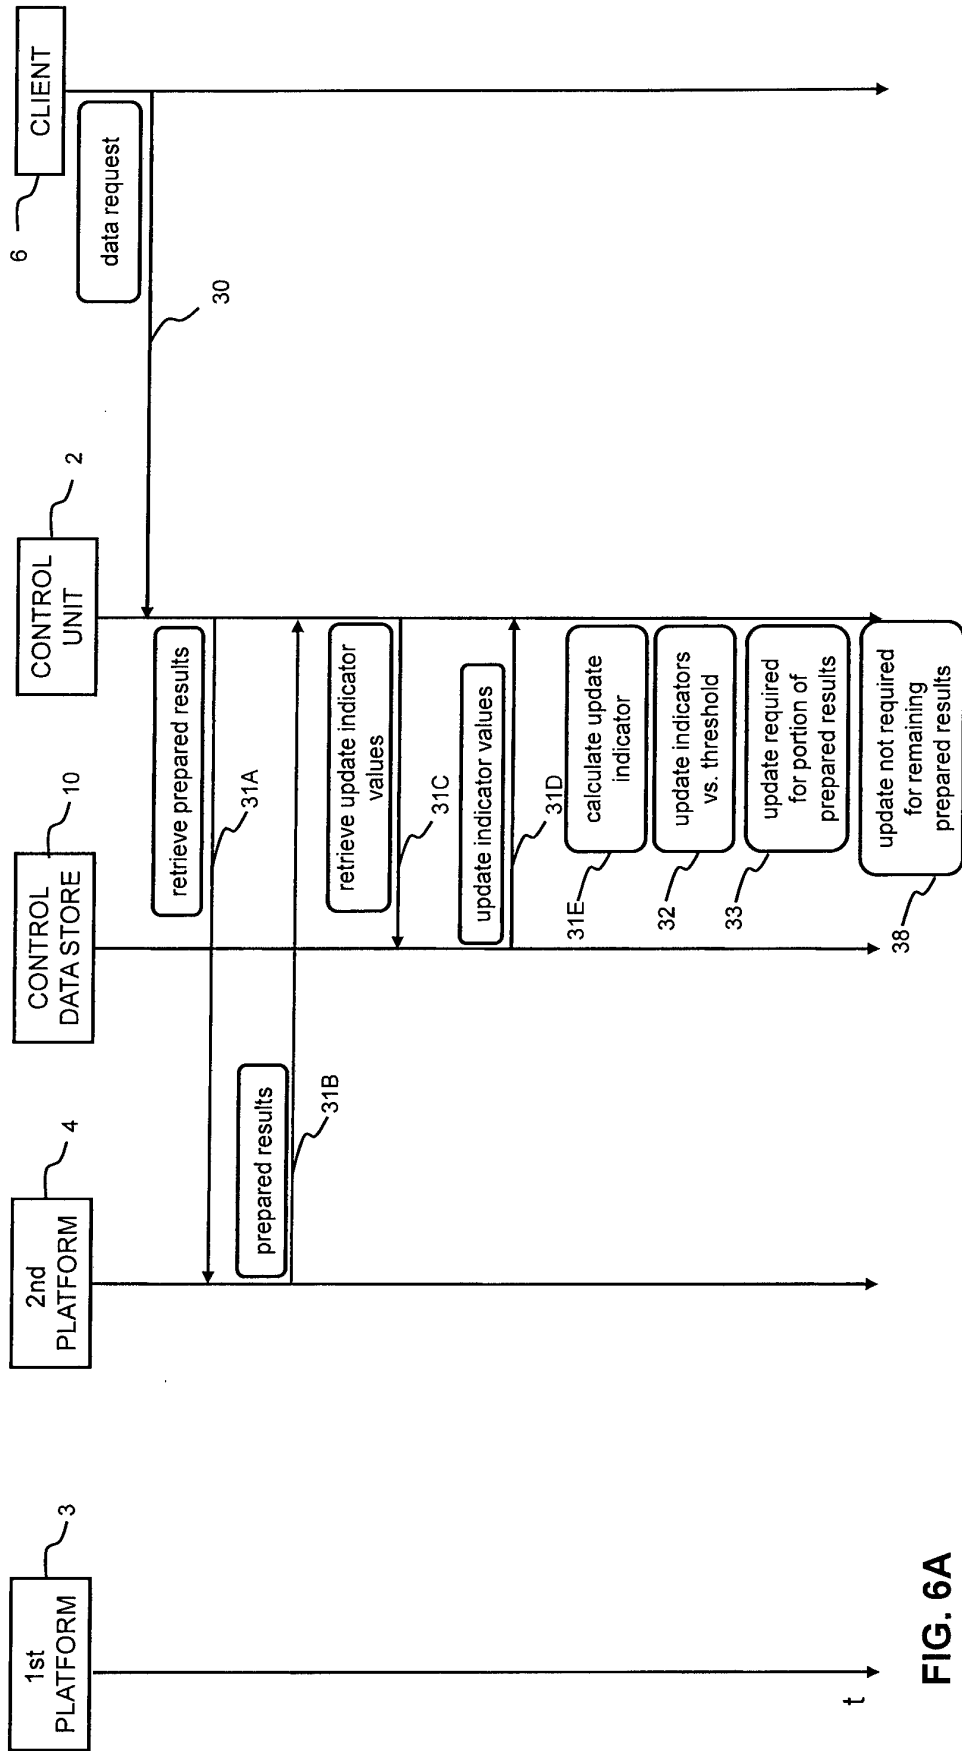 1st
PLATFORM
3
2nd
PLATFORM
4
CONTROL
DATA STORE
10
CONTROL
UNIT
2
CLIENT
6
data request
30
retrieve prepared results
31A
prepared results
31B
retrieve update indicator
values
31C
update indicator values
31D
calculate update
indicator
31E
update indicators
vs. threshold
32
update required
for portion of
prepared results
33
update not required
for remaining
prepared results
38
t
FIG. 6A